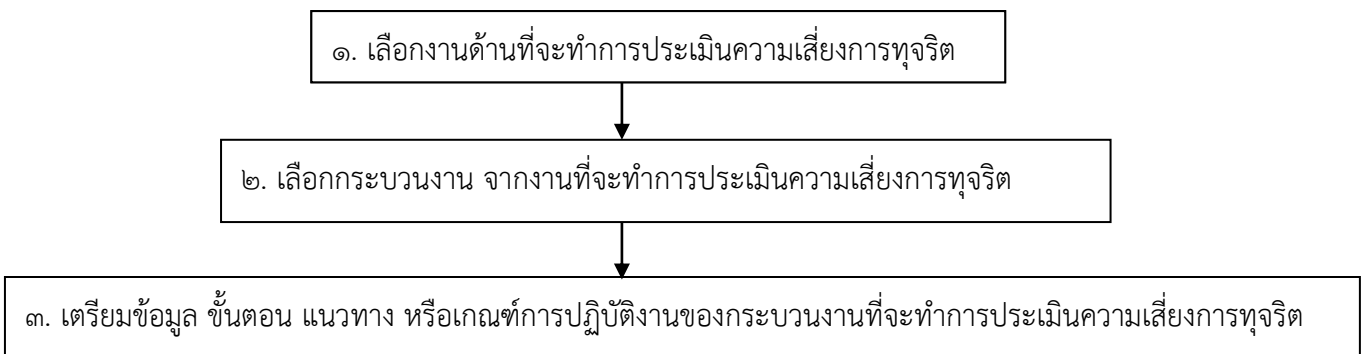 ๑. เลือกงานด้านที่จะทำการประเมินความเสี่ยงการทุจริต
๒. เลือกกระบวนงาน จากงานที่จะทำการประเมินความเสี่ยงการทุจริต
๓. เตรียมข้อมูล ขั้นตอน แนวทาง หรือเกณฑ์การปฏิบัติงานของกระบวนงานที่จะทำการประเมินความเสี่ยงการทุจริต